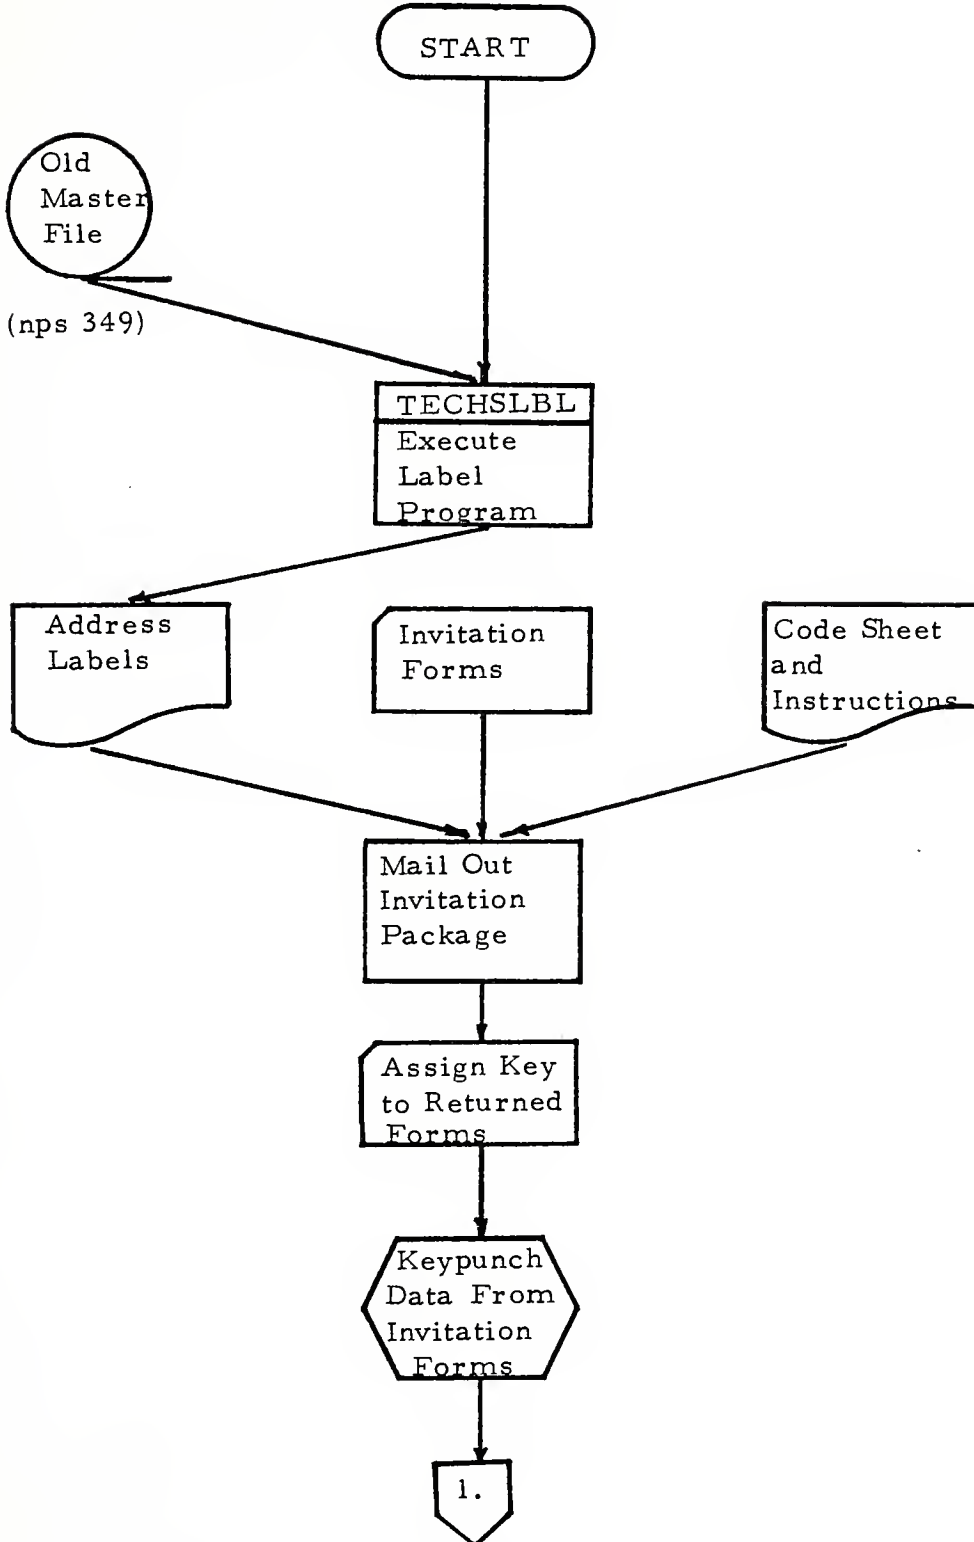 START
Old
Master
File
(nps 349)
TECHSLBL
Execute
Label
Program
Address
Labels
Invitation
Forms
Code Sheet
and
Instructions
Mail Out
Invitation
Package
Assign Key
to Returned
Forms
Keypunch
Data From
Invitation
Forms
1.